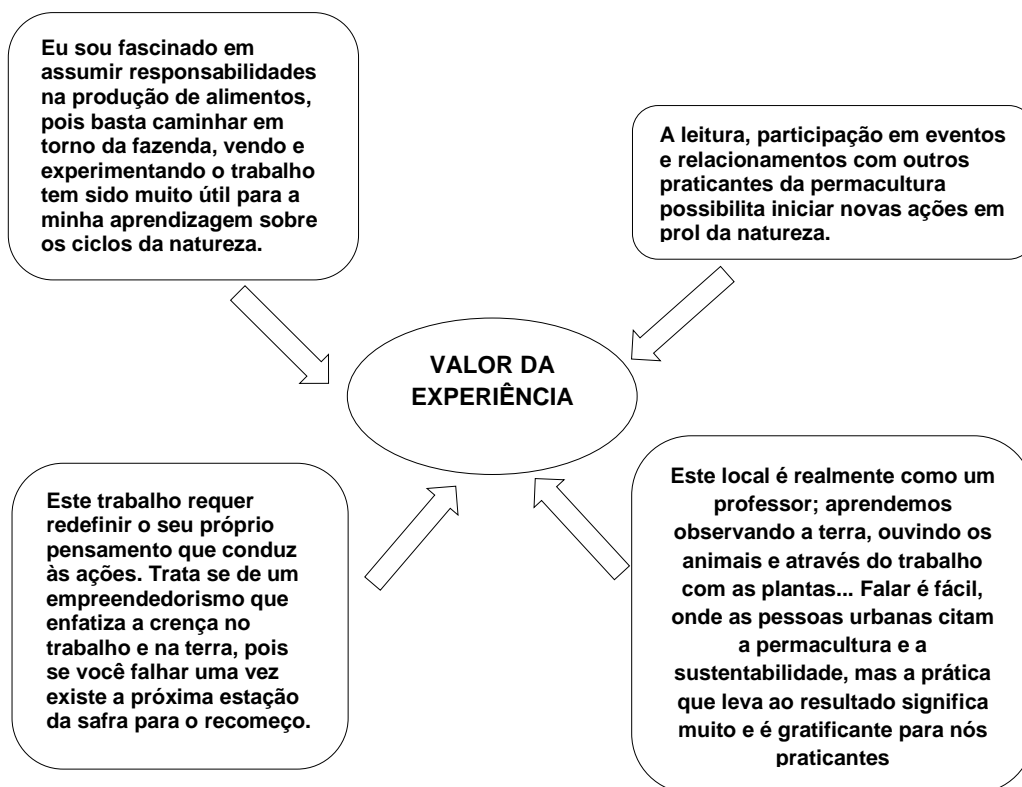 Eu sou fascinado em
assumir responsabilidades
na produção de alimentos,
pois basta caminhar em
torno da fazenda, vendo e
experimentando o trabalho
tem sido muito útil para a
minha aprendizagem sobre
os ciclos da natureza.
A leitura, participação em eventos
e relacionamentos com outros
praticantes da permacultura
possibilita iniciar novas ações em
prol da natureza.
VALOR DA
EXPERIÊNCIA
Este trabalho requer
redefinir o seu próprio
pensamento que conduz
às ações. Trata se de um
empreendedorismo que
enfatiza a crença no
trabalho e na terra, pois
se você falhar uma vez
existe a próxima estação
da safra para o recomeço.
Este local é realmente como um
professor; aprendemos
observando a terra, ouvindo os
animais e através do trabalho
com as plantas... Falar é fácil,
onde as pessoas urbanas citam
a permacultura e a
sustentabilidade, mas a prática
que leva ao resultado significa
muito e é gratificante para nós
praticantes